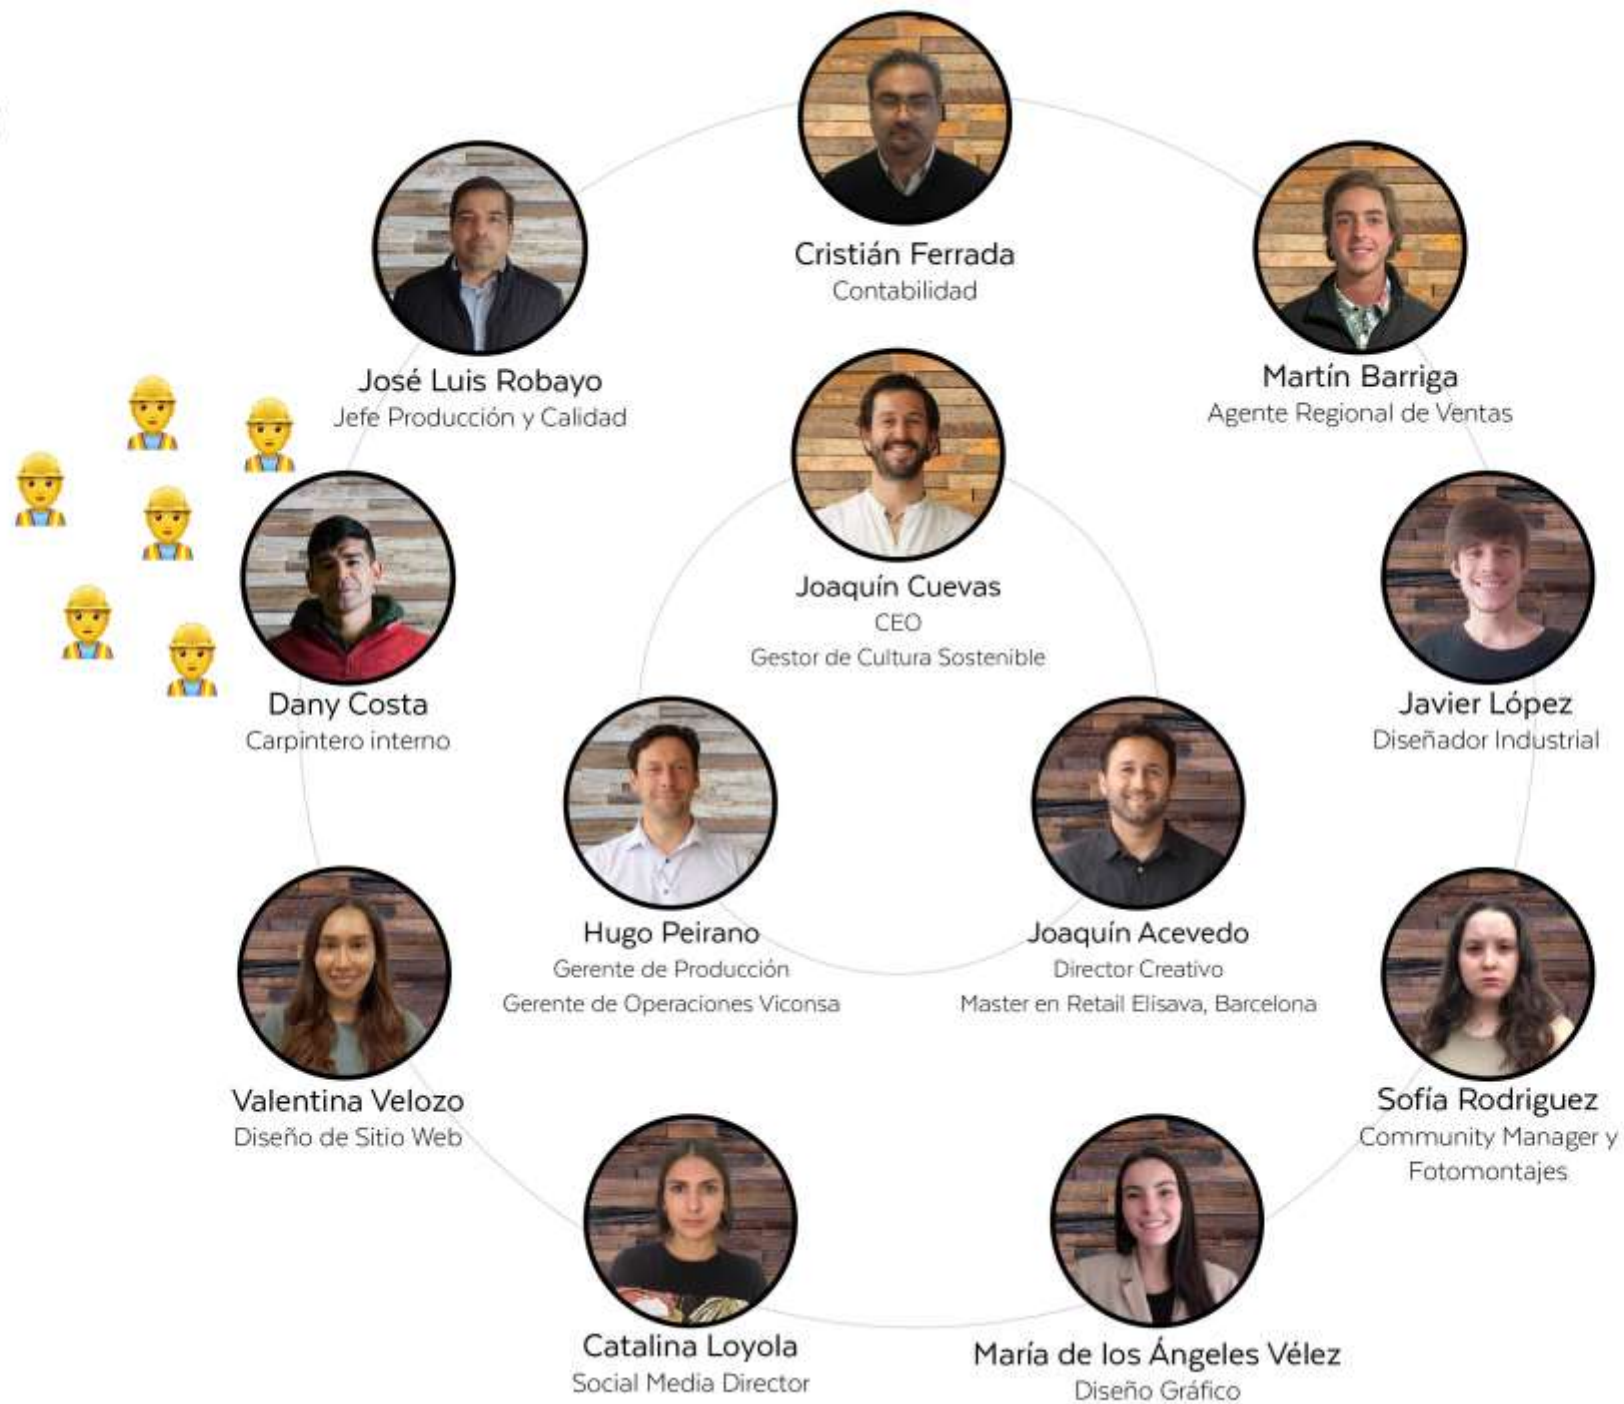 Cristián Ferrada
Contabilidad
José Luis Robayo
Jefe Producción y Calidad
Martín Barriga
Agente Regional de Ventas
Joaquín Cuevas
CEO
Gestor de Cultura Sostenible
Dany Costa
Carpintero interno
Javier López
Diseñador Industrial
Hugo Peirano
Gerente de Producción
Gerente de Operaciones Viconsa
Joaquín Acevedo
Director Creativo
Master en Retail Elisava, Barcelona
Valentina Velozo
Diseño de Sitio Web
Sofía Rodriguez
Community Manager y
Fotomontajes
Catalina Loyola
Social Media Director
María de los Ángeles Vélez
Diseño Gráfico